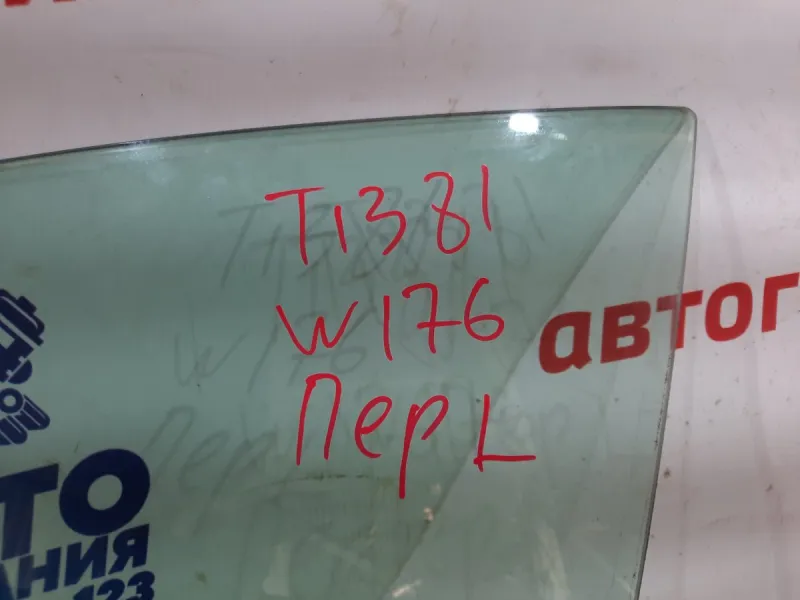 T1381
W176
Пер L
автог
ТО
АНИЯ
123